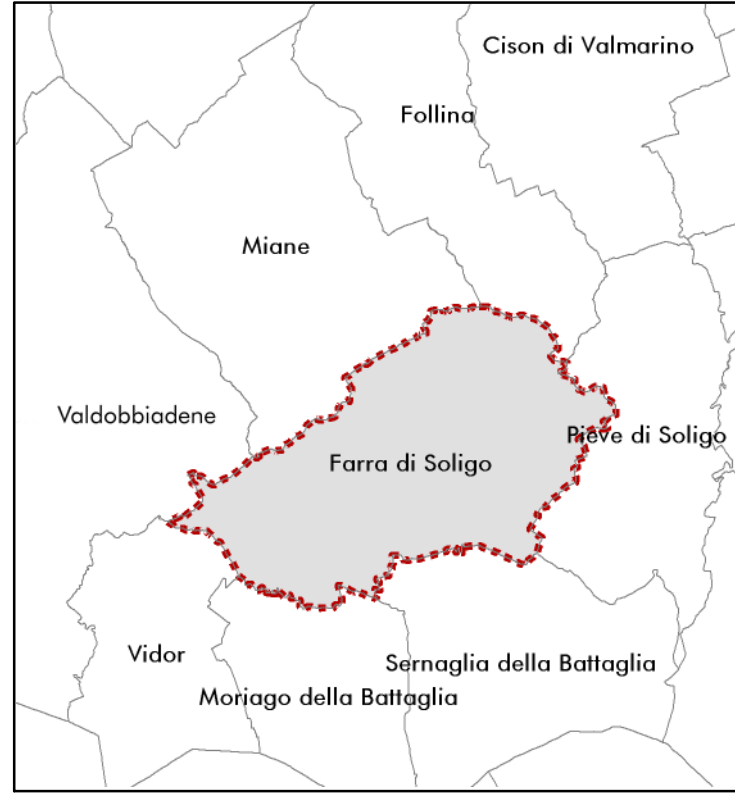 Cison di Valmarino
Follina
Miane
Valdobbiadene
Pieve di Soligo
Farra di Soligo
Vidor
Sernaglia della Battaglia
Moriago della Battaglia